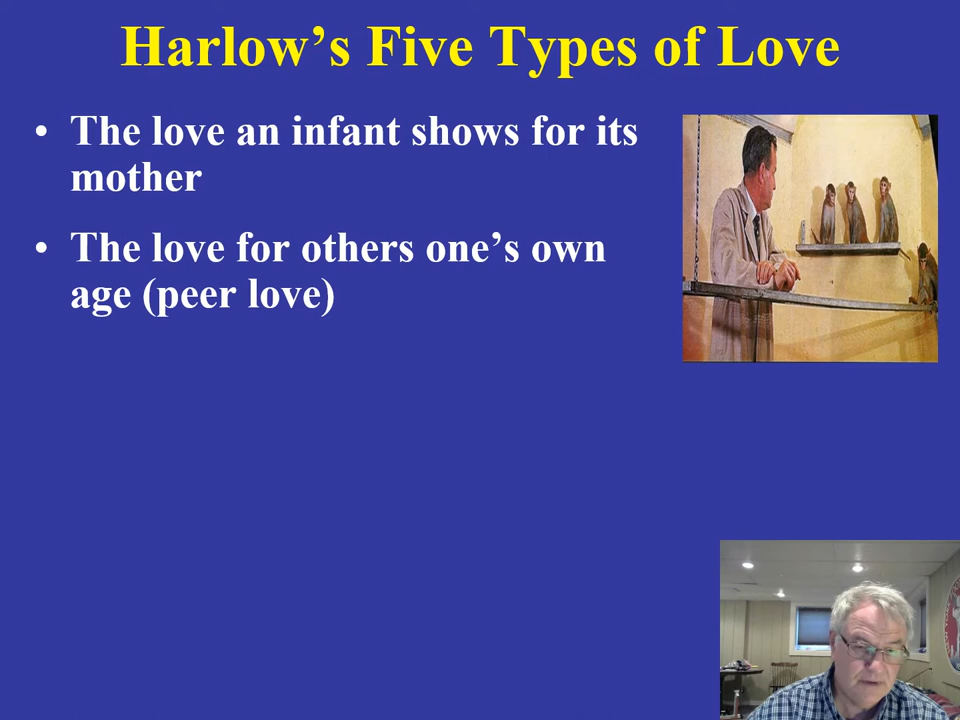 Harlow’s Five Types of Love
• The love an infant shows for its
mother
• The love for others one’s own
age (peer love)